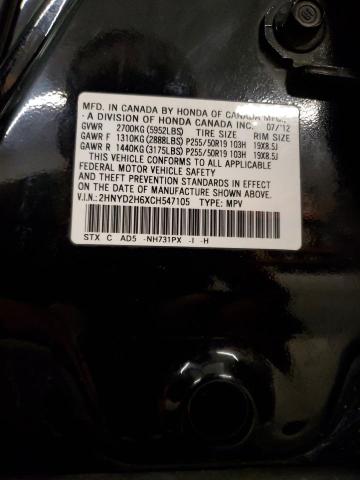 MFD. IN CANADA BY HONDA OF CANADA MFG.,
- A DIVISION OF HONDA CANADA INC. 07/'12
GVWR 2700KG (5952LBS) TIRE SIZE RIM SIZE
GAWR F 1310KG (2888LBS) P255/50R19 103H 19X8.5J
GAWR R 1440KG (3175LBS) P255/50R19 103H 19X8.5J
THIS VEHICLE CONFORMS TO ALL APPLICABLE
FEDERAL MOTOR VEHICLE SAFETY
AND THEFT PREVENTION STANDARDS IN EFFECT
ON THE DATE OF MANUFACTURE SHOWN ABOVE.
V.I.N.: 2HNYD2H6XCH547105 TYPE: MPV
STX C AD5 -NH731PX -I -H